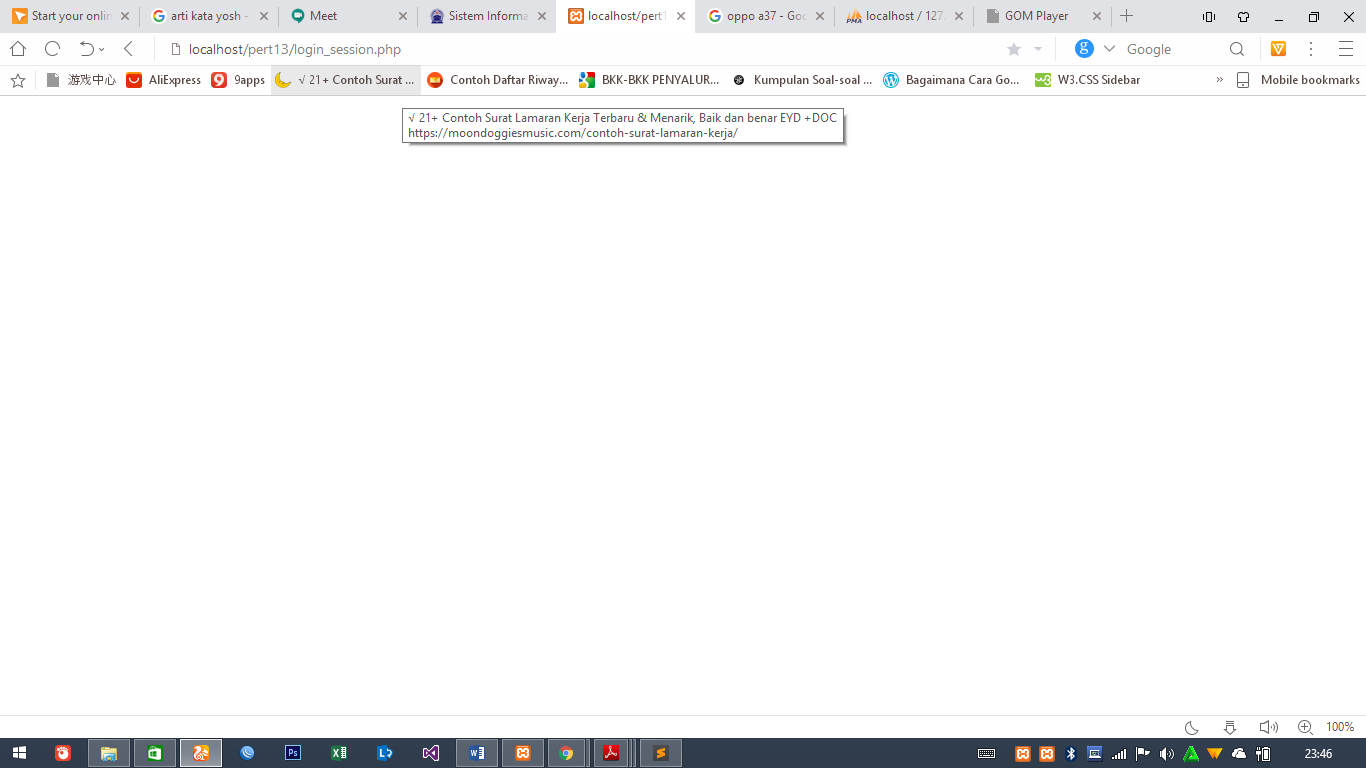 Start your onlin
arti kata yosh -
Meet
Sistem Informa
localhost/pert1
oppo a37 - Goo
localhost / 127.
GOM Player
localhost/pert13/login_session.php
Google
游戏中心
AliExpress
9apps
√ 21+ Contoh Surat ...
Contoh Daftar Riway...
BKK-BKK PENYALUR...
Kumpulan Soal-soal ...
Bagaimana Cara Go...
W3.CSS Sidebar
»
Mobile bookmarks
√ 21+ Contoh Surat Lamaran Kerja Terbaru & Menarik, Baik dan benar EYD +DOC
https://moondoggiesmusic.com/contoh-surat-lamaran-kerja/
100%
23:46